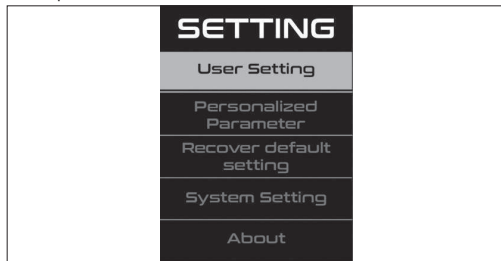 SETTING
User Setting
Personalized
Parameter
Recover default
setting
System Setting
About